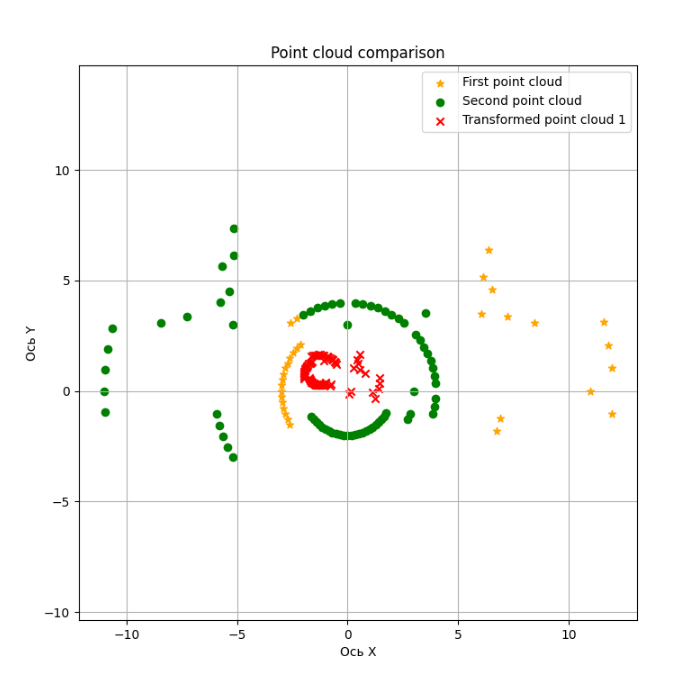 Point cloud comparison
First point cloud
Second point cloud
Transformed point cloud 1
10
5
0
−5
−10
Ось Y
−10
−5
0
5
10
Ось X